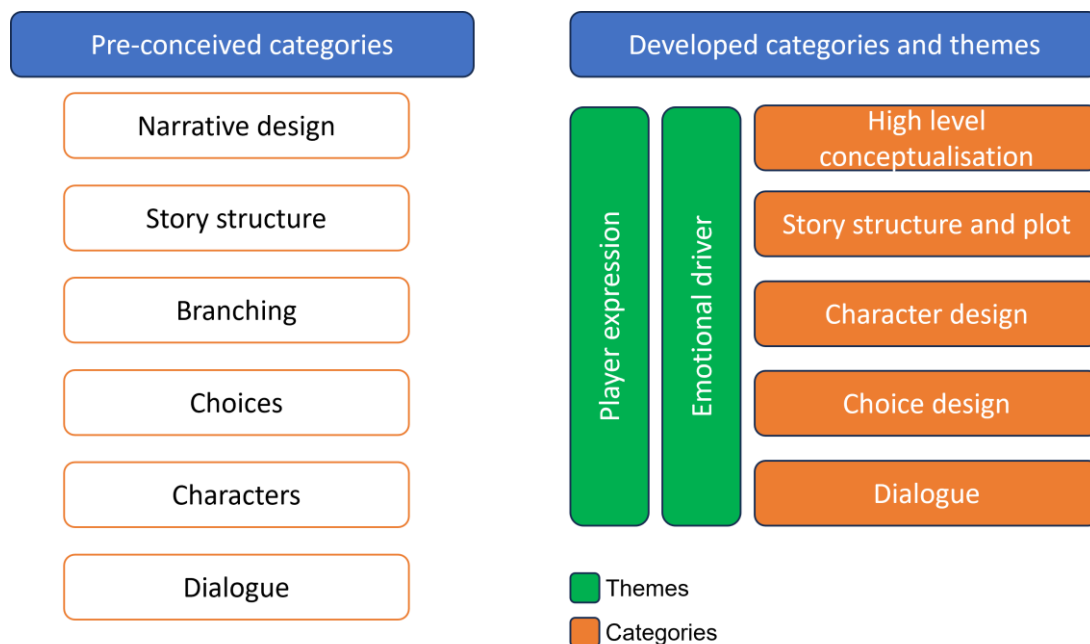 Pre-conceived categories
Narrative design
Story structure
Branching
Choices
Characters
Dialogue
Developed categories and themes
Player expression
Emotional driver
High level
conceptualisation
Story structure and plot
Character design
Choice design
Dialogue
Themes
Categories